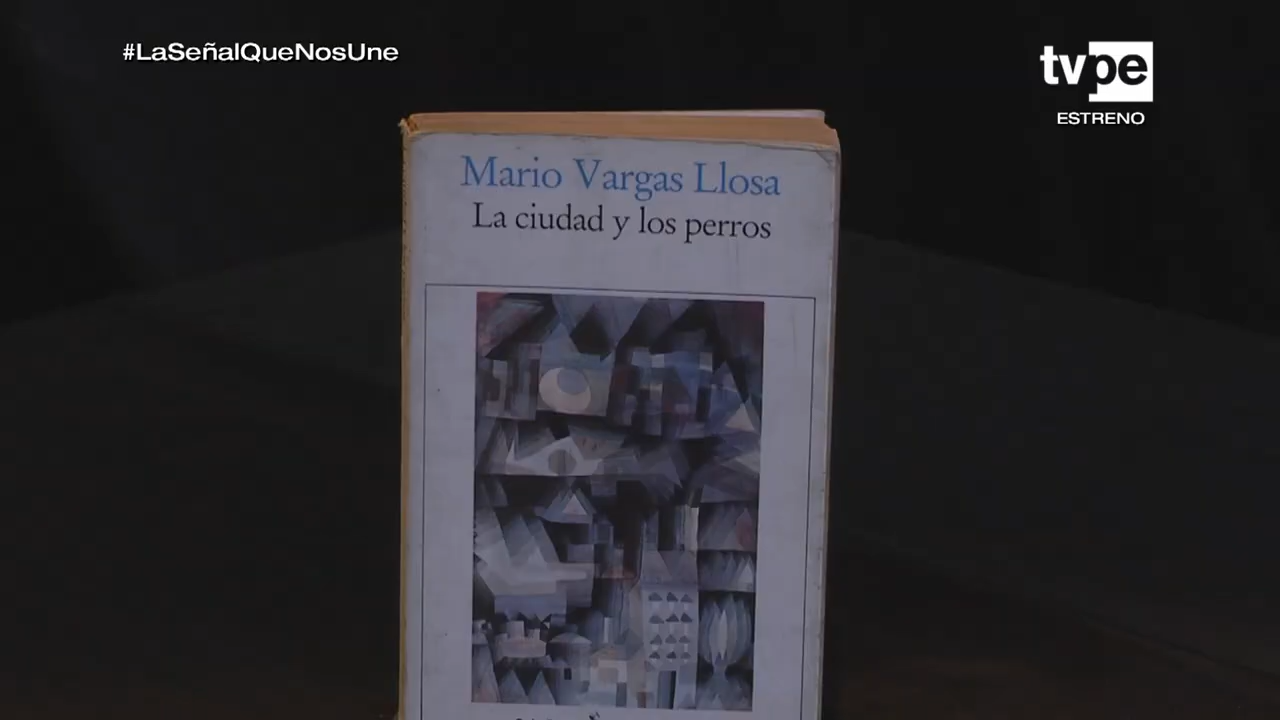 #LaSeñalQueNosUne
tvpe
ESTRENO
Mario Vargas Llosa
La ciudad y los perros